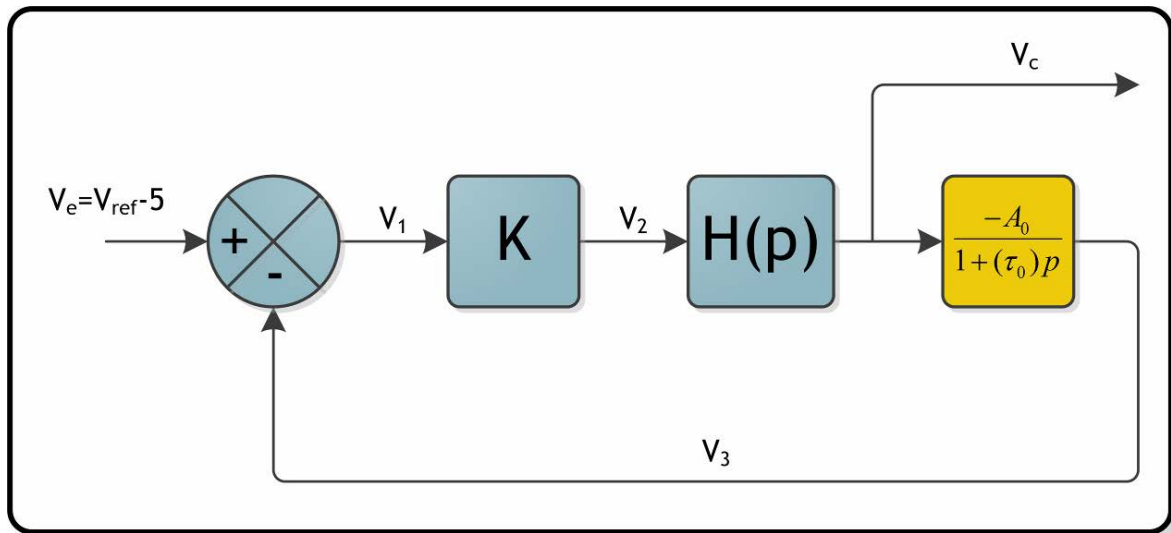 V_c
V_e=V_ref-5
+
-
V_1
K
V_2
H(p)
-A_0
1+(τ_0)p
V_3